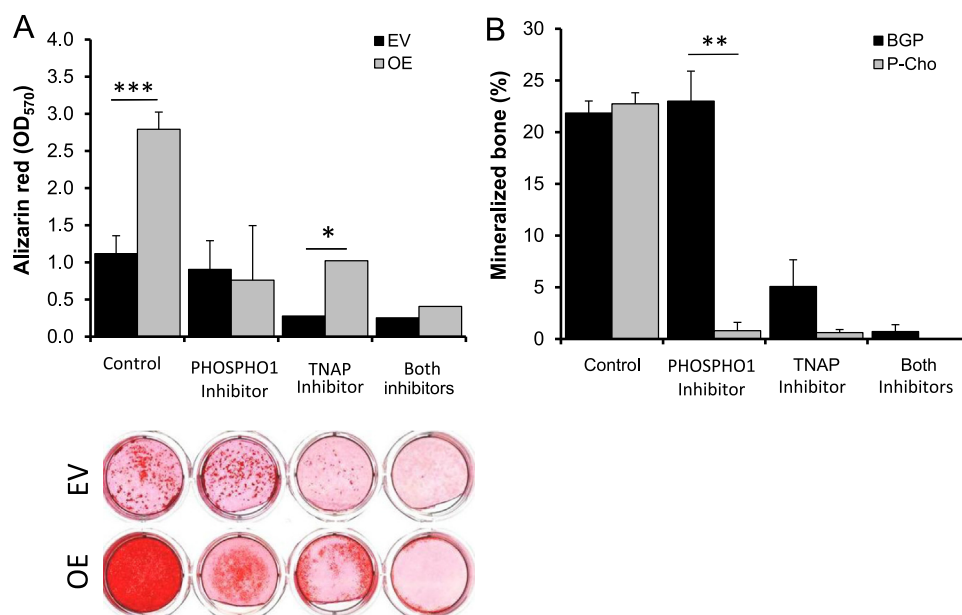 A
4.0
3.5
3.0
2.5
2.0
1.5
1.0
0.5
0.0
Alizarin red (OD570)
EV
OE
***
*
Control
PHOSPHO1
Inhibitor
TNAP
Inhibitor
Both
inhibitors
EV
OE
B
30
25
20
15
10
5
0
Mineralized bone (%)
BGP
P-Cho
**
Control
PHOSPHO1
Inhibitor
TNAP
Inhibitor
Both
Inhibitors